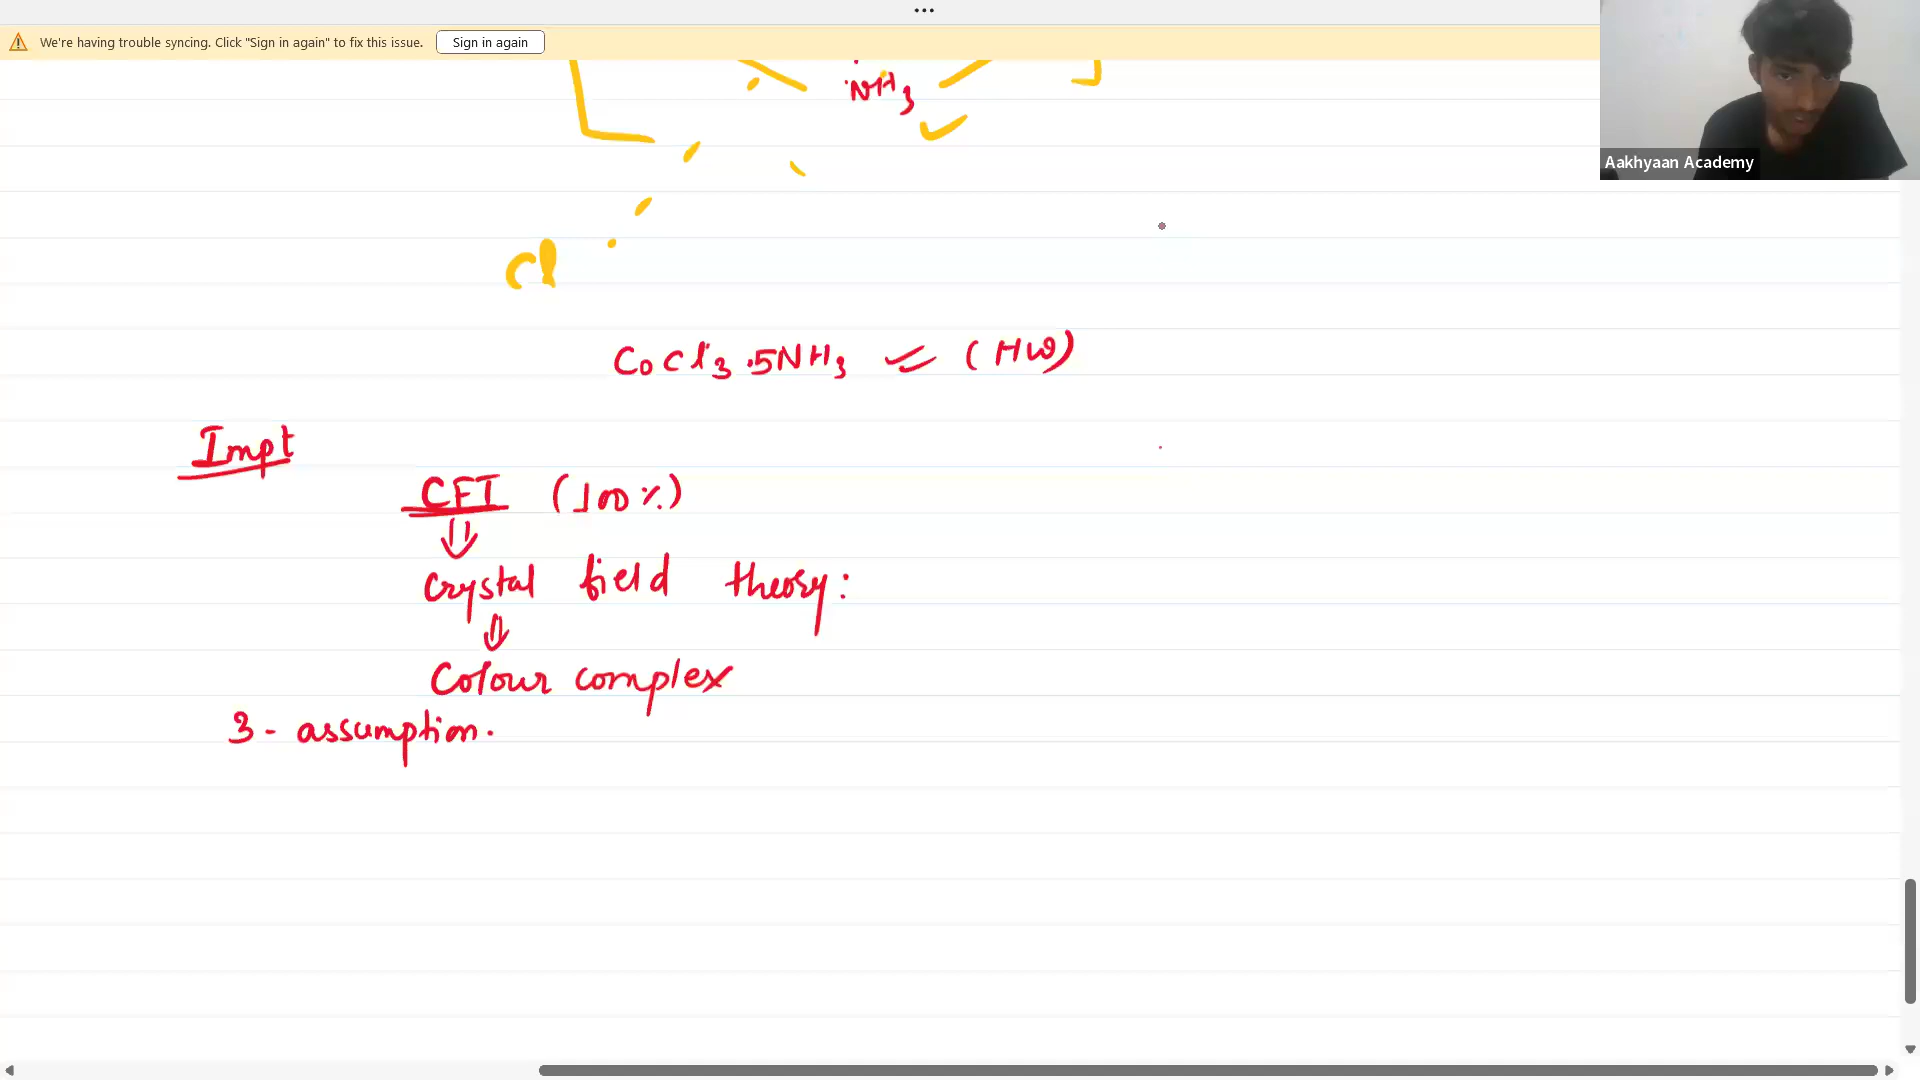 We're having trouble syncing. Click "Sign in again" to fix this issue. Sign in again
Aakhyaan Academy
NH3
Cl
CoCl3.5NH3 (HW)
Impt
CFT (100%)
Crystal field theory:
Colour complex
3- assumption.